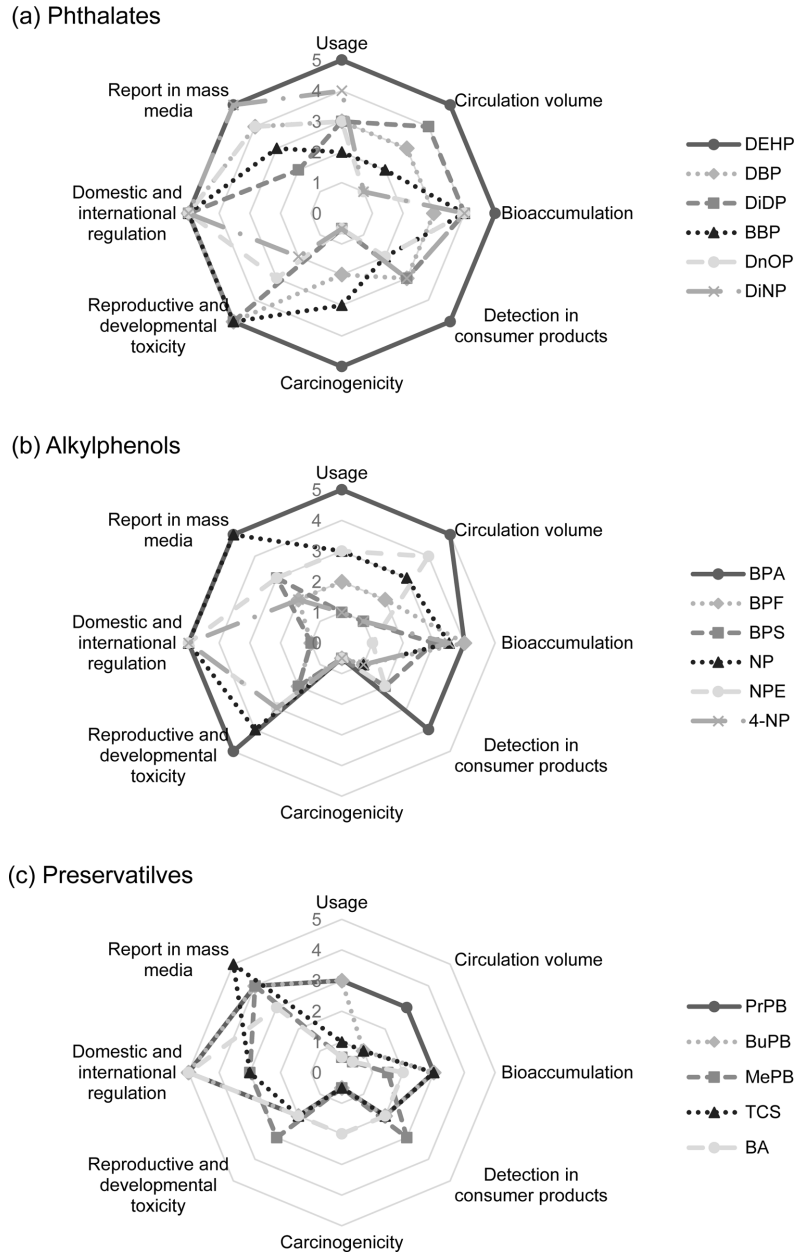 (a) Phthalates
Usage
5
4
3
2
1
0
Circulation volume
Bioaccumulation
Detection in
consumer products
Carcinogenicity
Reproductive and
developmental
toxicity
Domestic and
international
regulation
Report in mass
media
DEHP
DBP
DiDP
BBP
DnOP
DiNP
(b) Alkylphenols
Usage
5
4
3
2
1
0
Circulation volume
Bioaccumulation
Detection in
consumer products
Carcinogenicity
Reproductive and
developmental
toxicity
Domestic and
international
regulation
Report in mass
media
BPA
BPF
BPS
NP
NPE
4-NP
(c) Preservatilves
Usage
5
4
3
2
1
0
Circulation volume
Bioaccumulation
Detection in
consumer products
Carcinogenicity
Reproductive and
developmental
toxicity
Domestic and
international
regulation
Report in mass
media
PrPB
BuPB
MePB
TCS
BA